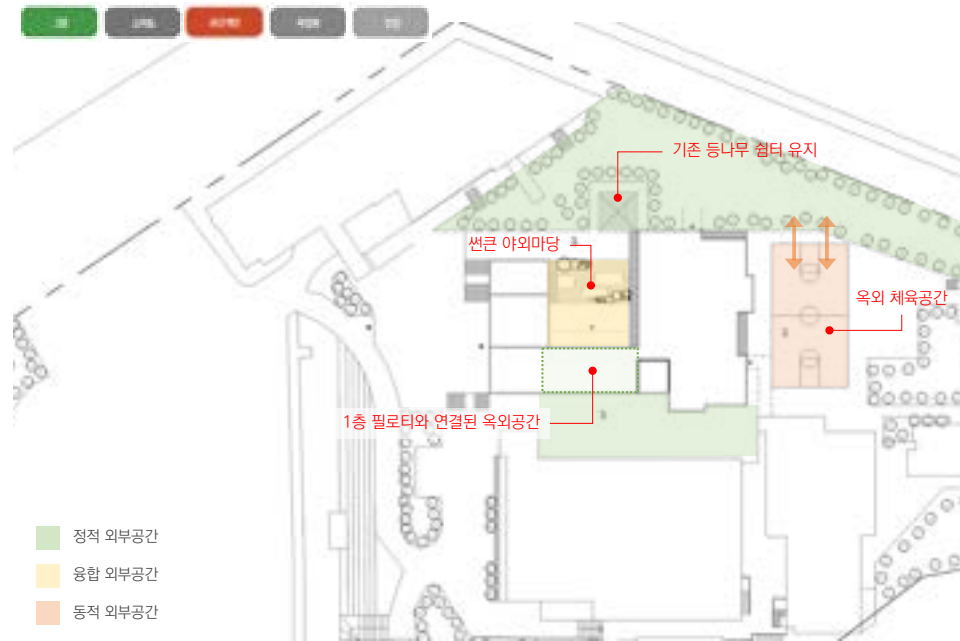 기존 등나무 쉼터 유지
썬큰 야외마당
옥외 체육공간
1층 필로티와 연결된 옥외공간
정적 외부공간
융합 외부공간
동적 외부공간